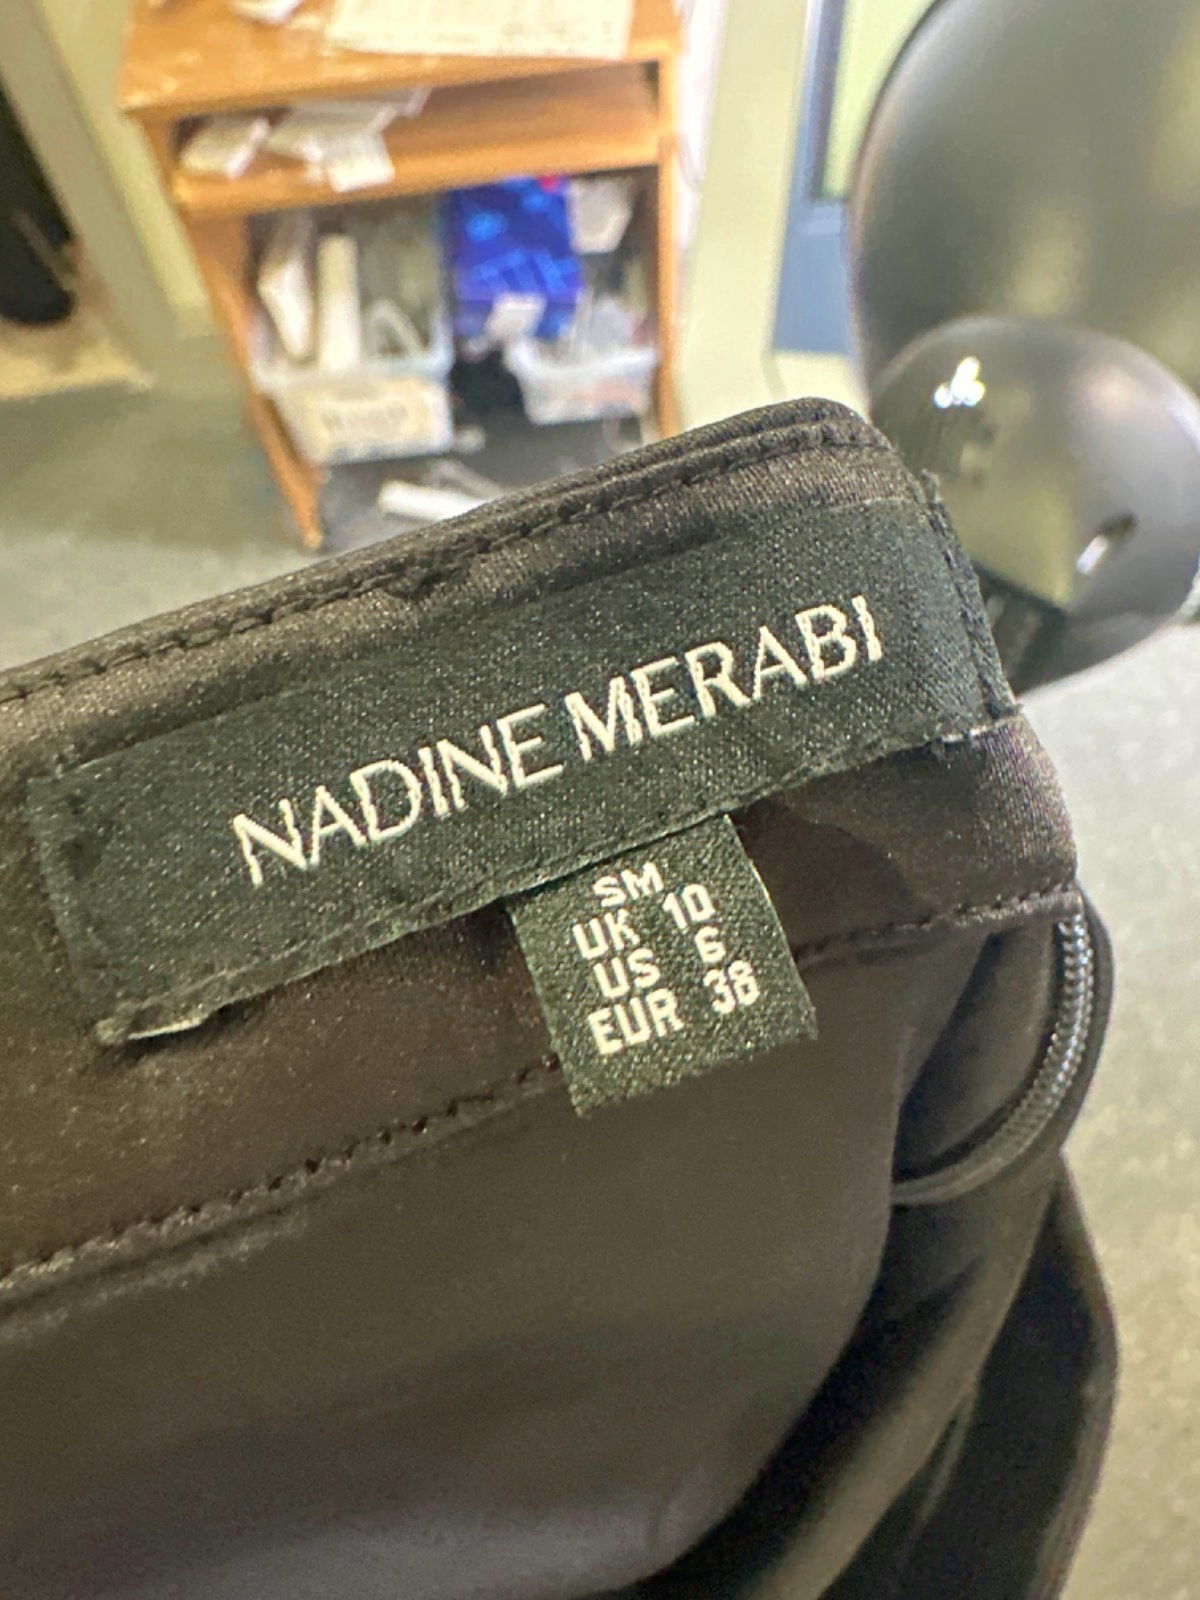 NADINE MERABI
SM
UK 10
US 6
EUR 38